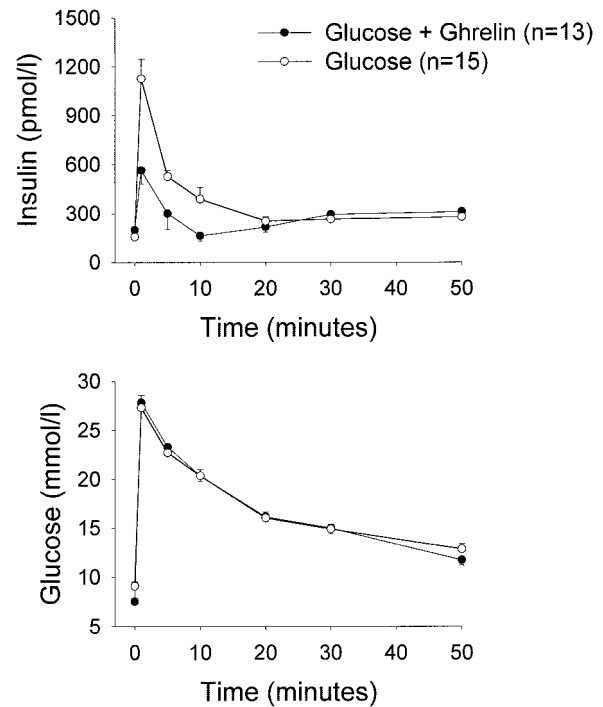 Glucose + Ghrelin (n=13)
Glucose (n=15)
Insulin (pmol/l)
1500
1200
900
600
300
0
0 10 20 30 40 50
Time (minutes)
Glucose (mmol/l)
30
25
20
15
10
5
0 10 20 30 40 50
Time (minutes)